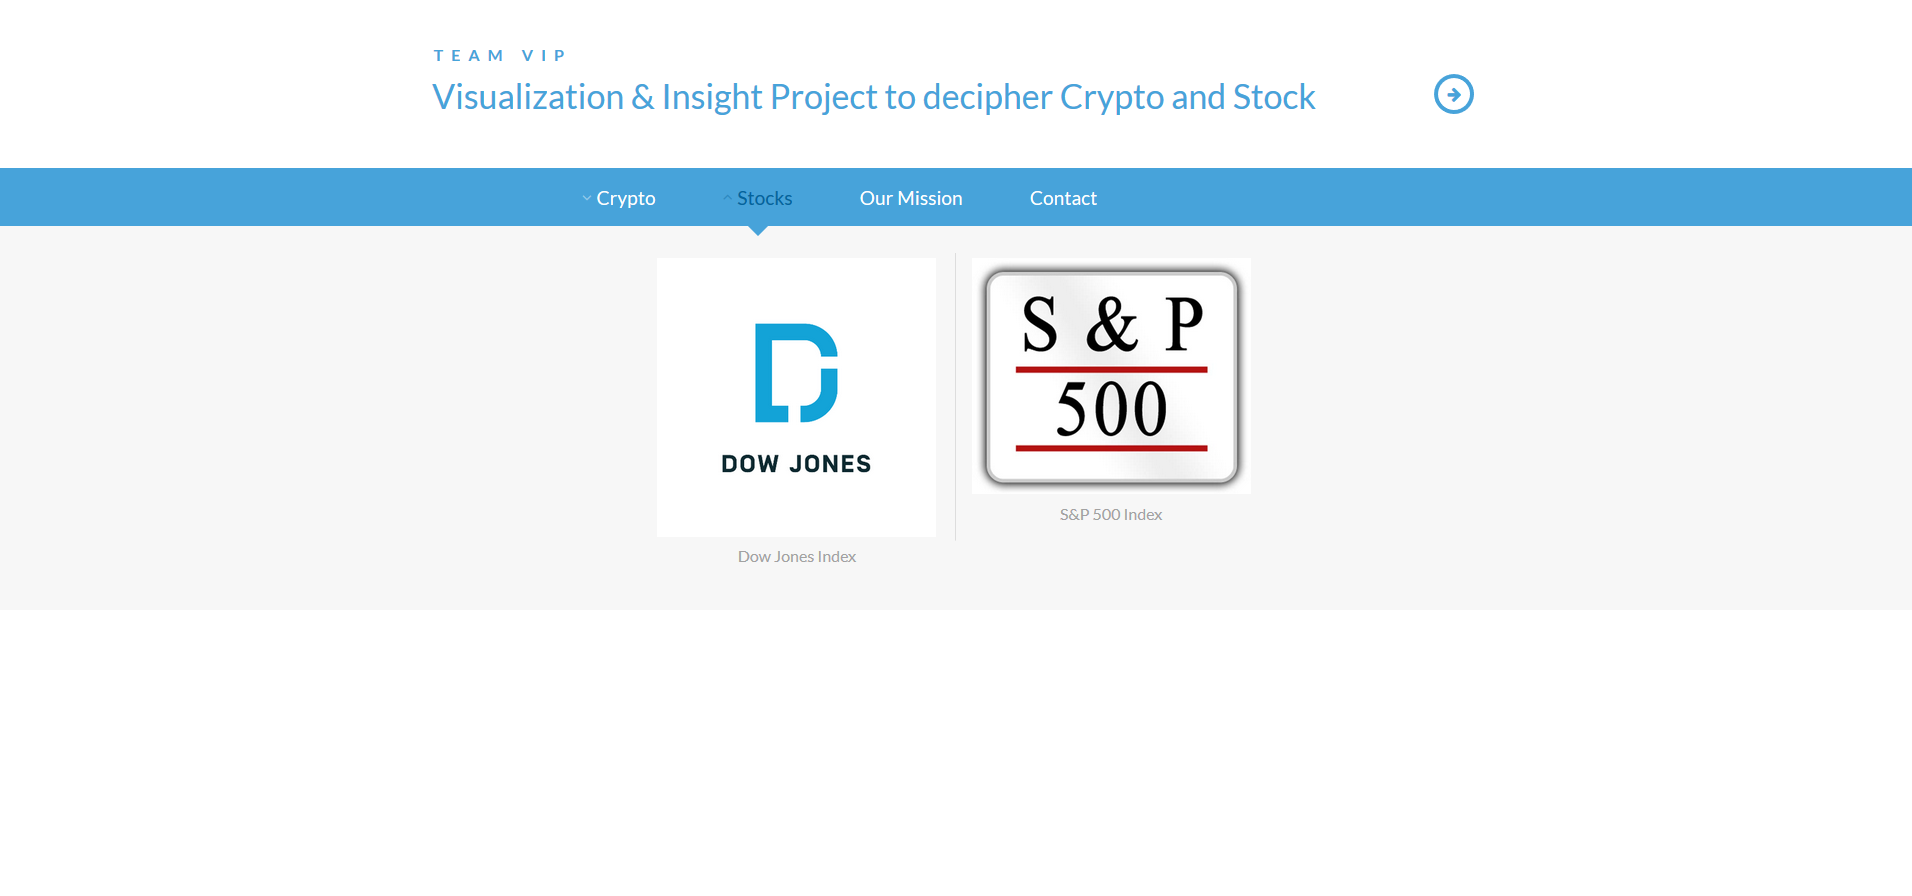 TEAM VIP
Visualization & Insight Project to decipher Crypto and Stock
Crypto
Stocks
Our Mission
Contact
DOW JONES
Dow Jones Index
S & P
500
S&P 500 Index